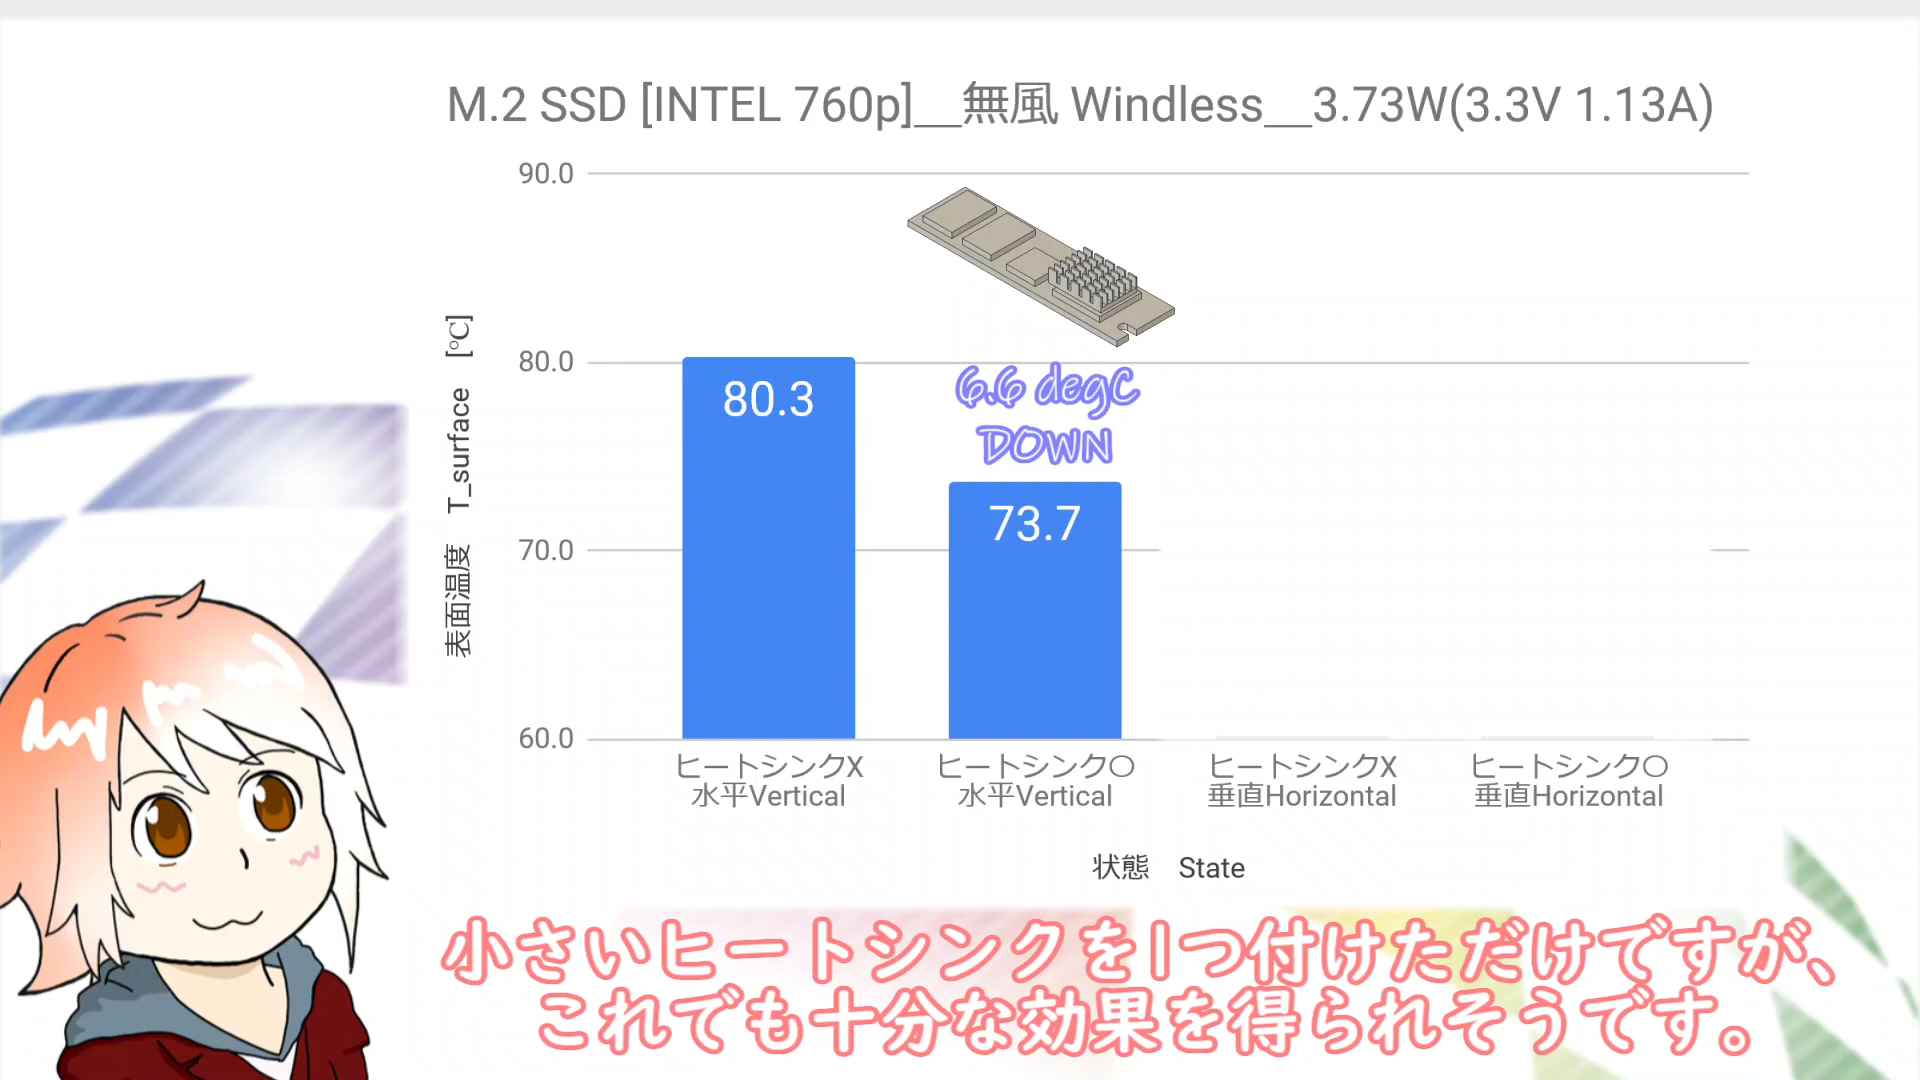 M.2 SSD [INTEL 760p]__無風 Windless__3.73W(3.3V 1.13A)
90.0
80.0
70.0
60.0
表面温度 T_surface [℃]
80.3
6.6 degC
DOWN
73.7
ヒートシンクX
水平Vertical
ヒートシンク〇
水平Vertical
ヒートシンクX
垂直Horizontal
ヒートシンク〇
垂直Horizontal
状態 State
小さいヒートシンクを1つ付けただけですが、
これでも十分な効果を得られそうです。